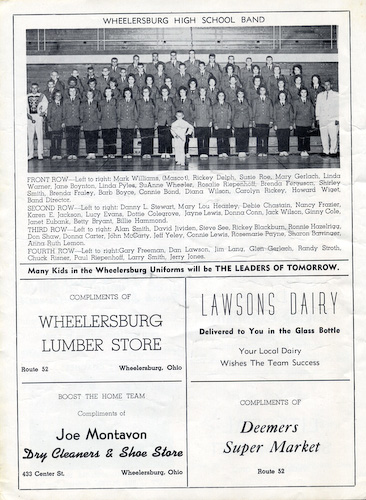 WHEELERSBURG HIGH SCHOOL BAND
FRONT ROW—Left to right: Mark Williams, (Mascot), Rickey Delph, Susie Roe, Mary Gerlach, Linda
Warner, Jane Boynton, Linda Pyles, SuAnne Wheeler, Rosalie Riepenhoff, Brenda Ferguson, Shirley
Smith, Brenda Fraley, Barb Boyce, Connie Bond, Diana Wilson, Carolyn Rickey, Howard Wiget,
Band Director.
SECOND ROW—Left to right: Danny L. Stewart, Mary Lou Heazley, Debie Chastain, Nancy Frazier,
Karen E. Jackson, Lucy Evans, Dottie Colegrove, Jayne Lewis, Donna Conn, Jack Wilson, Ginny Cole,
Janet Eubank, Betty Bryant, Bill Hammond.
THIRD ROW—Left to right: Alan Smith, David Jividen, Steve See, Rickey Blackburn, Ronnie Hazelrigg,
Don Shaw, Donna Carter, John McGarty, Jeff Yeley, Connie Lewis, Rosemarie Payne, Sharon Barringer,
Anita Ruth Lemon.
FOURTH ROW—Left to right: Gary Freeman, Dan Lawson, Jim Lang, Glen Gerlach, Randy Stroth,
Chuck Risner, Paul Riepenhoff, Larry Smith, Jerry Jones.
Many Kids in the Wheelersburg Uniforms will be THE LEADERS OF TOMORROW.
COMPLIMENTS OF
WHEELERSBURG
LUMBER STORE
Route 52 Wheelersburg, Ohio
LAWSONS DAIRY
Delivered to You in the Glass Bottle
Your Local Dairy
Wishes The Team Success
BOOST THE HOME TEAM
Compliments of
Joe Montavon
Dry Cleaners & Shoe Store
433 Center St. Wheelersburg, Ohio
COMPLIMENTS OF
Deemers
Super Market
Route 52